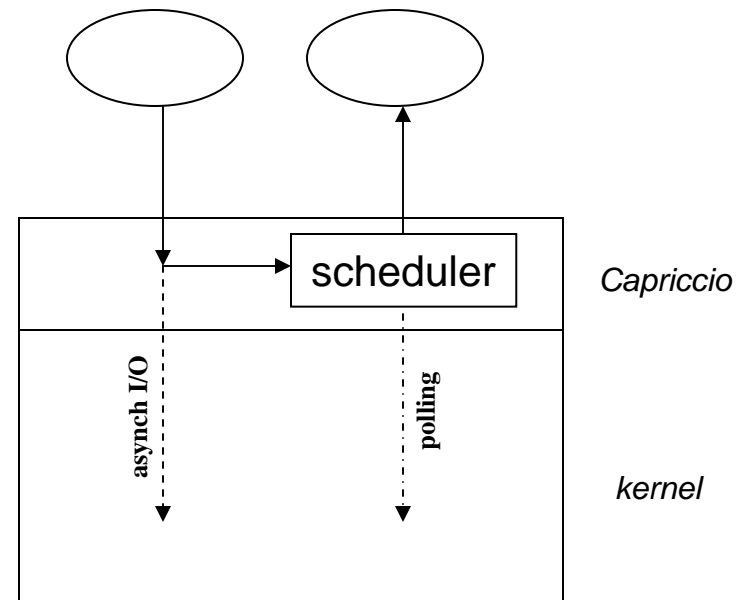 scheduler
Capriccio
asynch I/O
polling
kernel